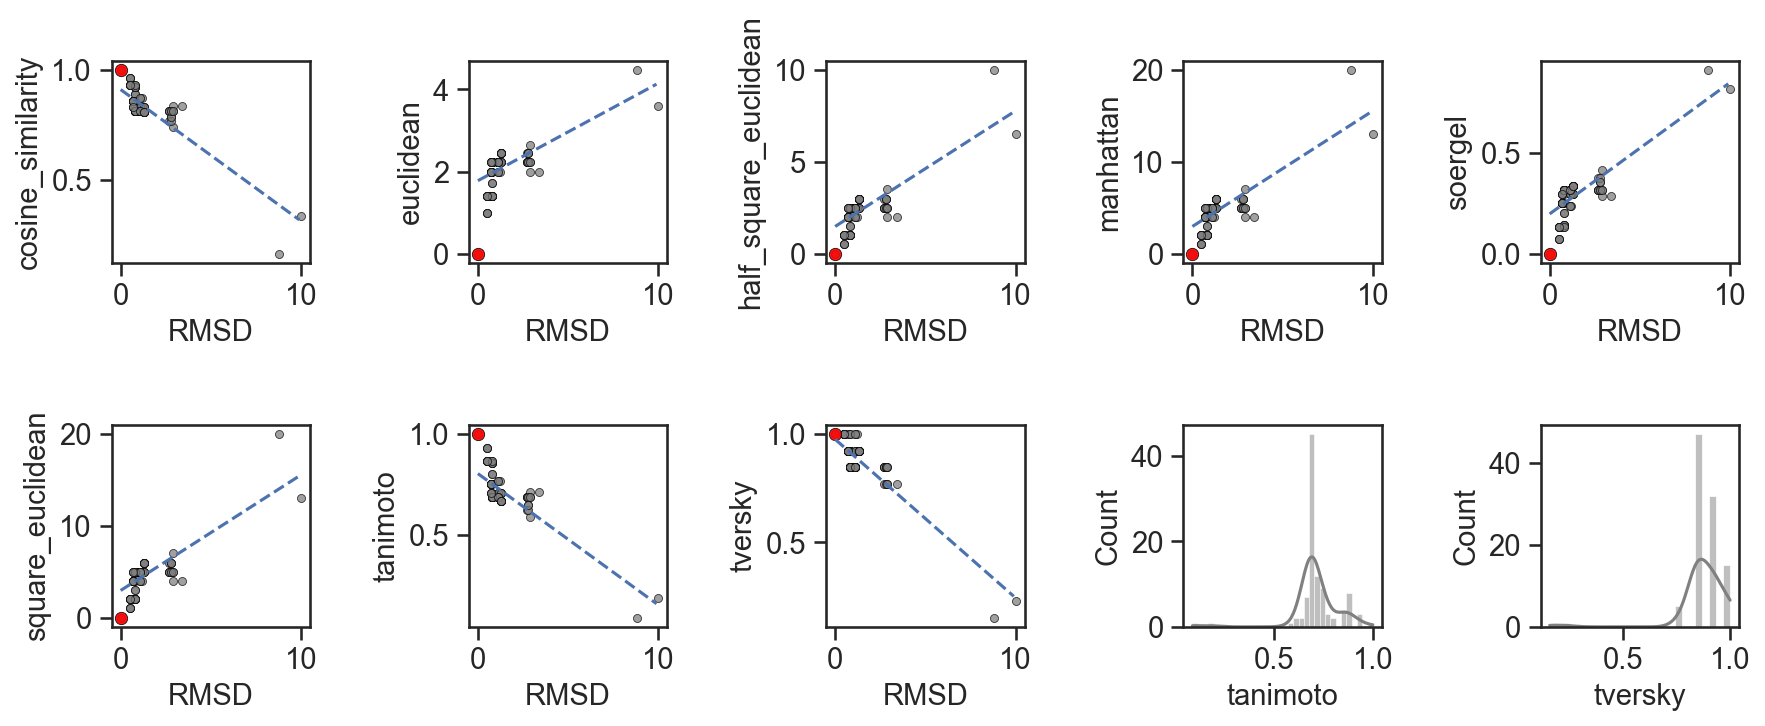 cosine_similarity
1.0
0.5
0 10
RMSD
euclidean
4
2
0
0 10
RMSD
half_square_euclidean
10
5
0
0 10
RMSD
manhattan
20
10
0
0 10
RMSD
soergel
0.5
0.0
0 10
RMSD
square_euclidean
20
10
0
0 10
RMSD
tanimoto
1.0
0.5
0 10
RMSD
tversky
1.0
0.5
0 10
RMSD
Count
40
20
0
0.5 1.0
tanimoto
Count
40
20
0
0.5 1.0
tversky